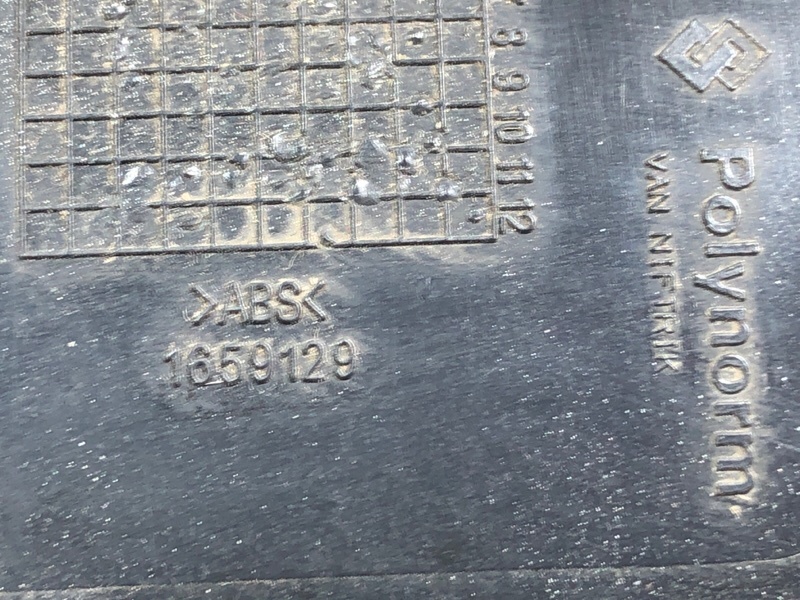 8
9
10
11
12
>ABS<
1659129
Polynorm
VAN NIFTRIK